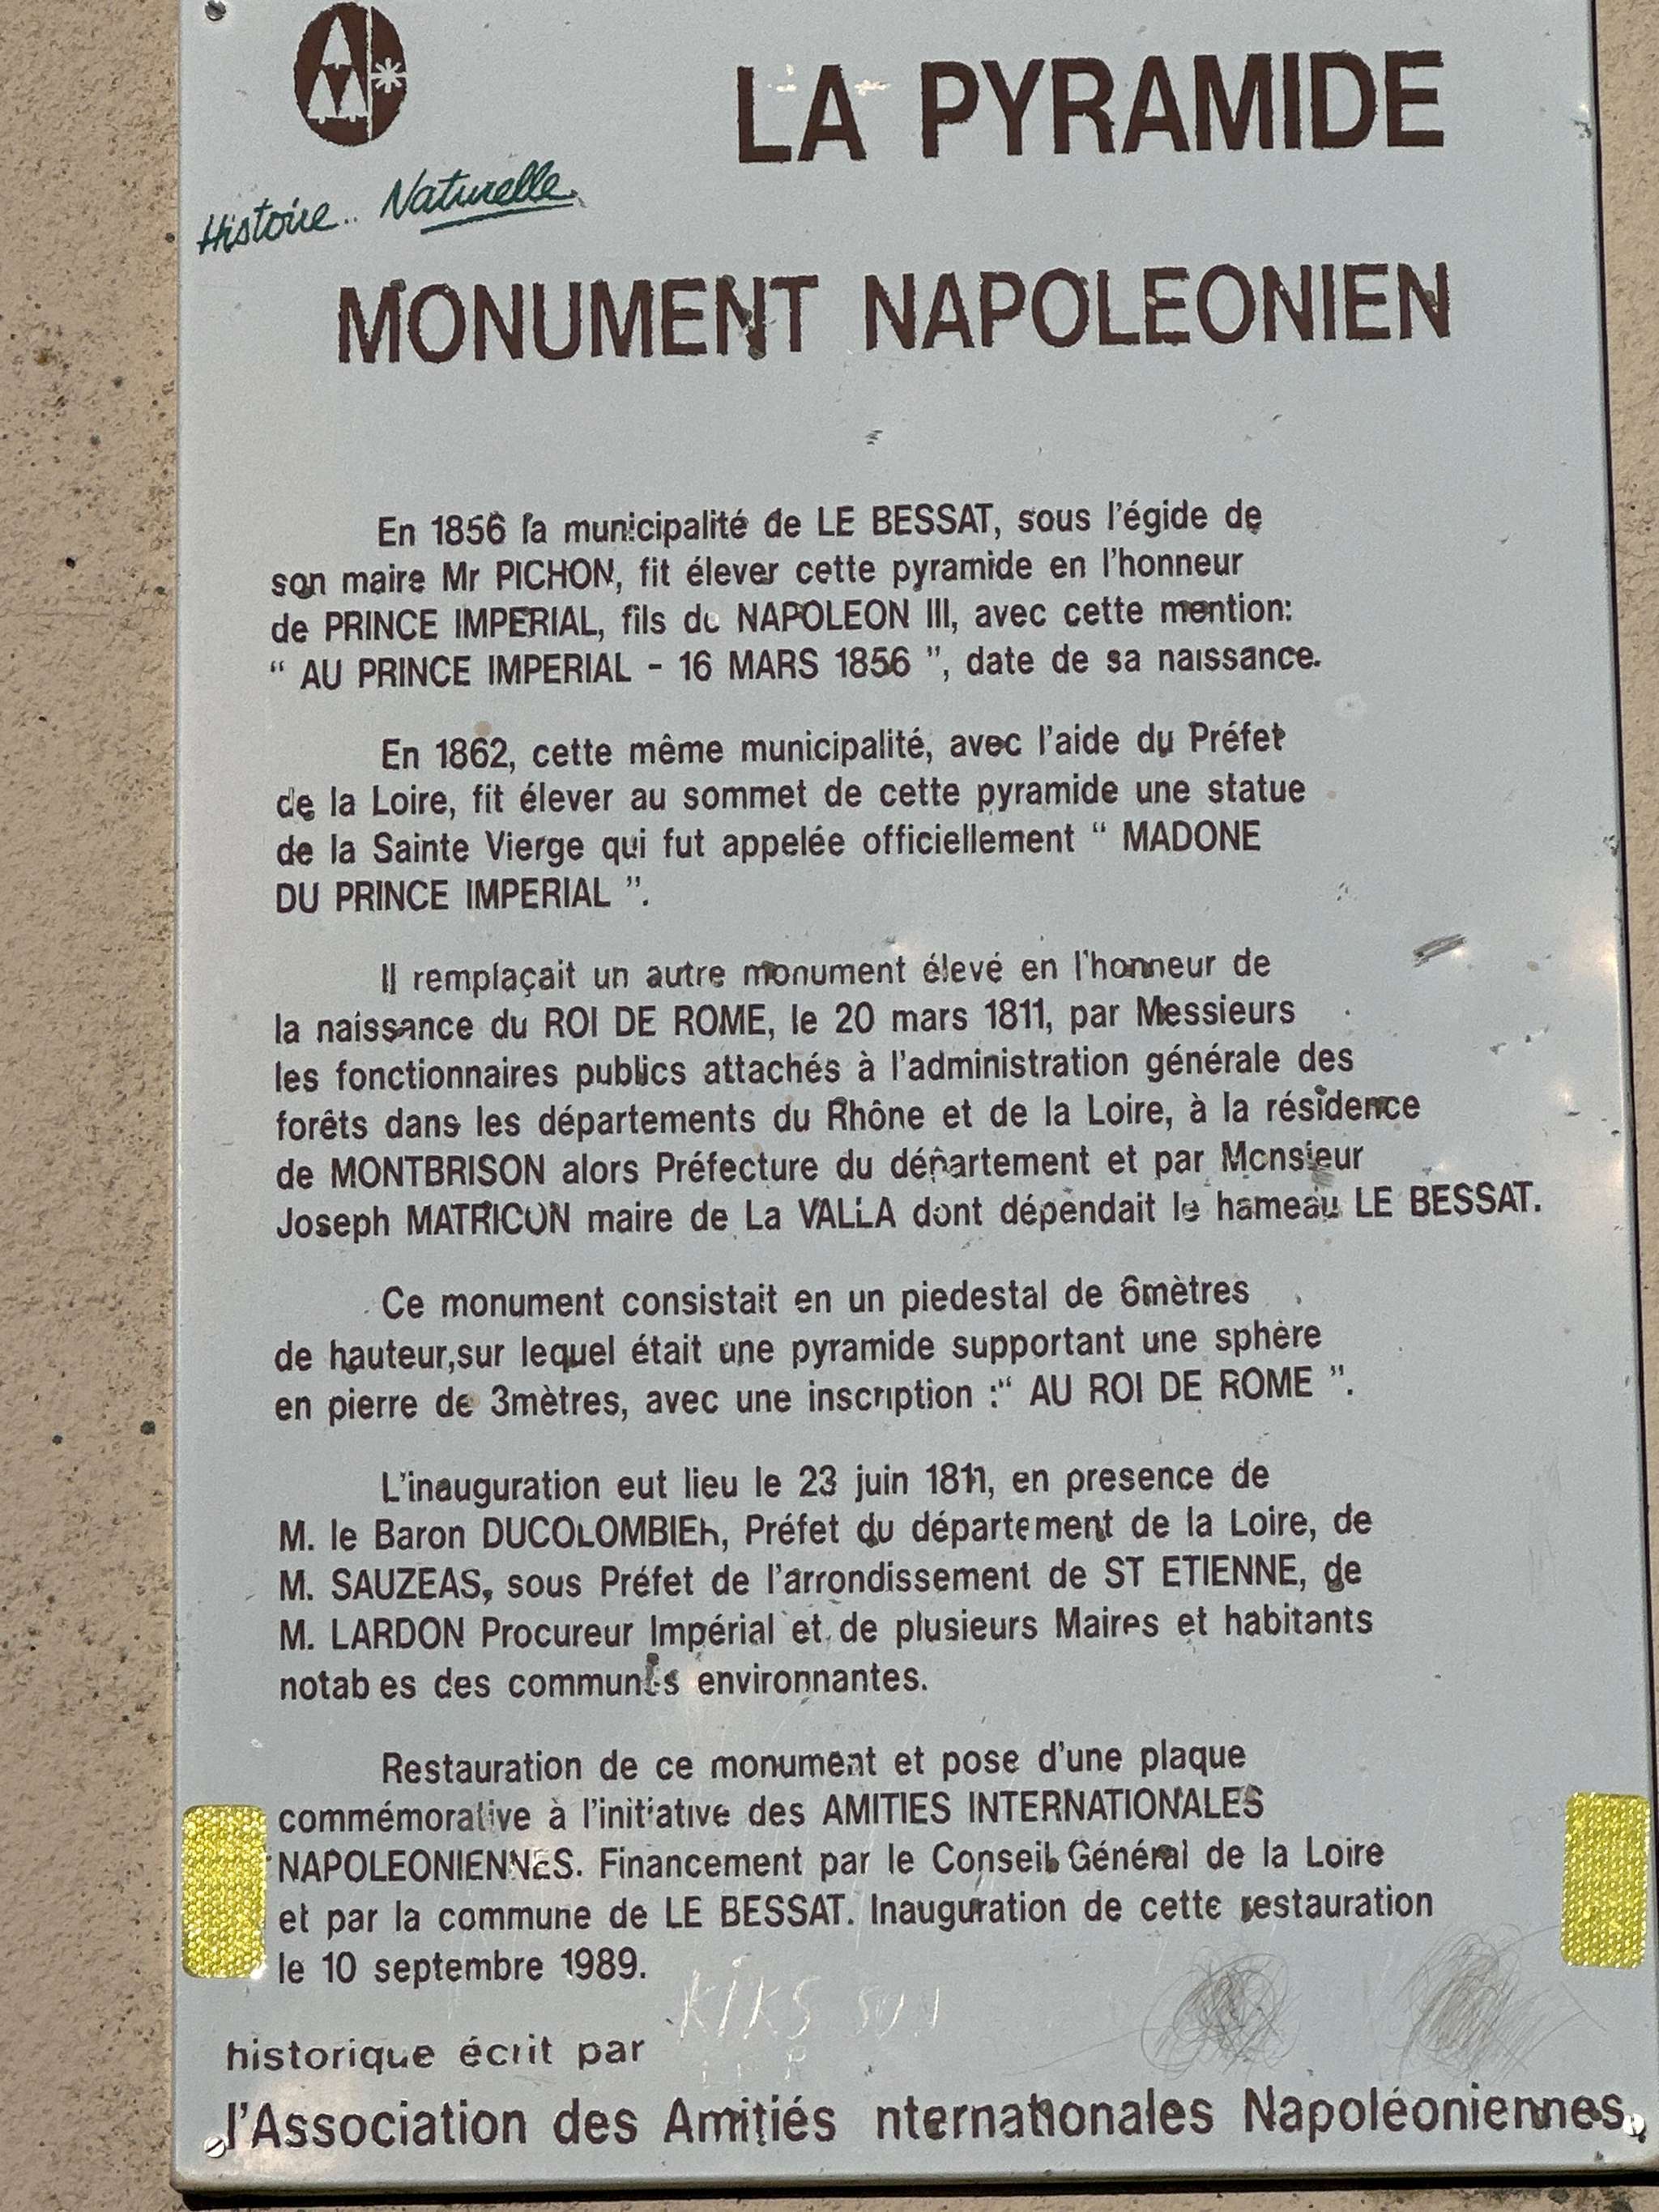 LA PYRAMIDE
Histoire.. Naturelle.
MONUMENT NAPOLEONIEN
En 1856 la municipalité de LE BESSAT, sous l'égide de
son maire Mr PICHON, fit élever cette pyramide en l'honneur
de PRINCE IMPERIAL, fils de NAPOLEON III, avec cette mention:
“ AU PRINCE IMPERIAL - 16 MARS 1856 ”, date de sa naissance.
En 1862, cette même municipalité, avec l'aide du Préfet
de la Loire, fit élever au sommet de cette pyramide une statue
de la Sainte Vierge qui fut appelée officiellement “ MADONE
DU PRINCE IMPERIAL ”.
Il remplaçait un autre monument élevé en l'honneur de
la naissance du ROI DE ROME, le 20 mars 1811, par Messieurs
les fonctionnaires publics attachés à l'administration générale des
forêts dans les départements du Rhône et de la Loire, à la résidence
de MONTBRISON alors Préfecture du département et par Monsieur
Joseph MATRICON maire de La VALLA dont dépendait le hameau LE BESSAT.
Ce monument consistait en un piedestal de 6mètres
de hauteur,sur lequel était une pyramide supportant une sphère
en pierre de 3mètres, avec une inscription :“ AU ROI DE ROME ”.
L'inauguration eut lieu le 23 juin 1811, en presence de
M. le Baron DUCOLOMBIER, Préfet du département de la Loire, de
M. SAUZEAS, sous Préfet de l'arrondissement de ST ETIENNE, de
M. LARDON Procureur Impérial et de plusieurs Maires et habitants
notab es des communes environnantes.
Restauration de ce monument et pose d'une plaque
commémorative à l'initiative des AMITIES INTERNATIONALES
NAPOLEONIENNES. Financement par le Conseil Général de la Loire
et par la commune de LE BESSAT. Inauguration de cette restauration
le 10 septembre 1989.
KIKS
historique écrit par
l'Association des Amitiés nternationales Napoléoniennes.